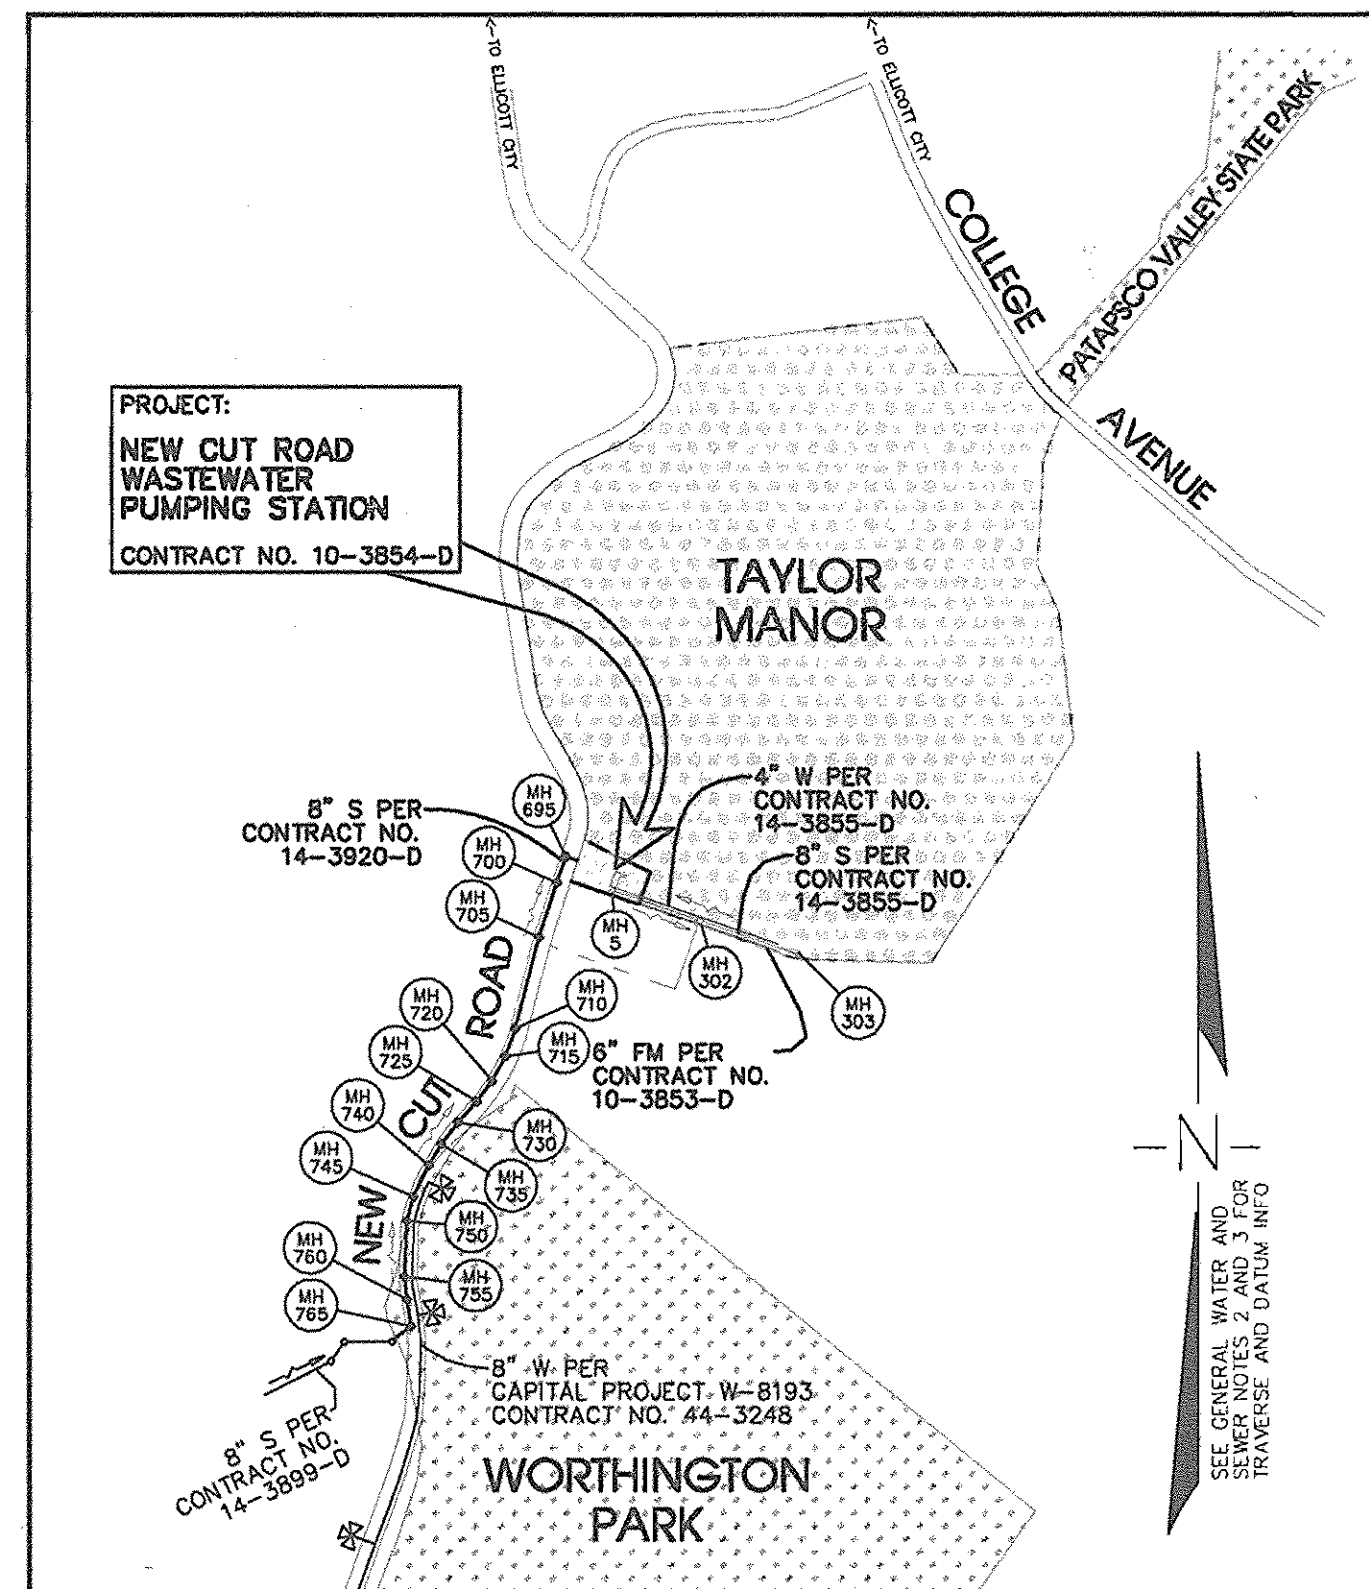 ←TO ELLICOTT CITY
←TO ELLICOTT CITY
COLLEGE
AVENUE
PATAPSCO VALLEY STATE PARK
PROJECT:
NEW CUT ROAD
WASTEWATER
PUMPING STATION
CONTRACT NO. 10-3854-D
TAYLOR
MANOR
8" S PER
CONTRACT NO.
14-3920-D
MH
695
MH
700
MH
705
4" W PER
CONTRACT NO.
14-3855-D
8" S PER
CONTRACT NO.
14-3855-D
MH
5
MH
302
MH
303
MH
710
MH
715
MH
720
MH
725
6" FM PER
CONTRACT NO.
10-3853-D
NEW CUT ROAD
MH
730
MH
735
MH
740
MH
745
MH
750
MH
755
MH
760
MH
765
8" W PER
CAPITAL PROJECT W-8193
CONTRACT NO. 44-3248
8" S PER
CONTRACT NO.
14-3899-D
WORTHINGTON
PARK
N
SEE GENERAL WATER AND
SEWER NOTES 2 AND 3 FOR
TRAVERSE AND DATUM INFO